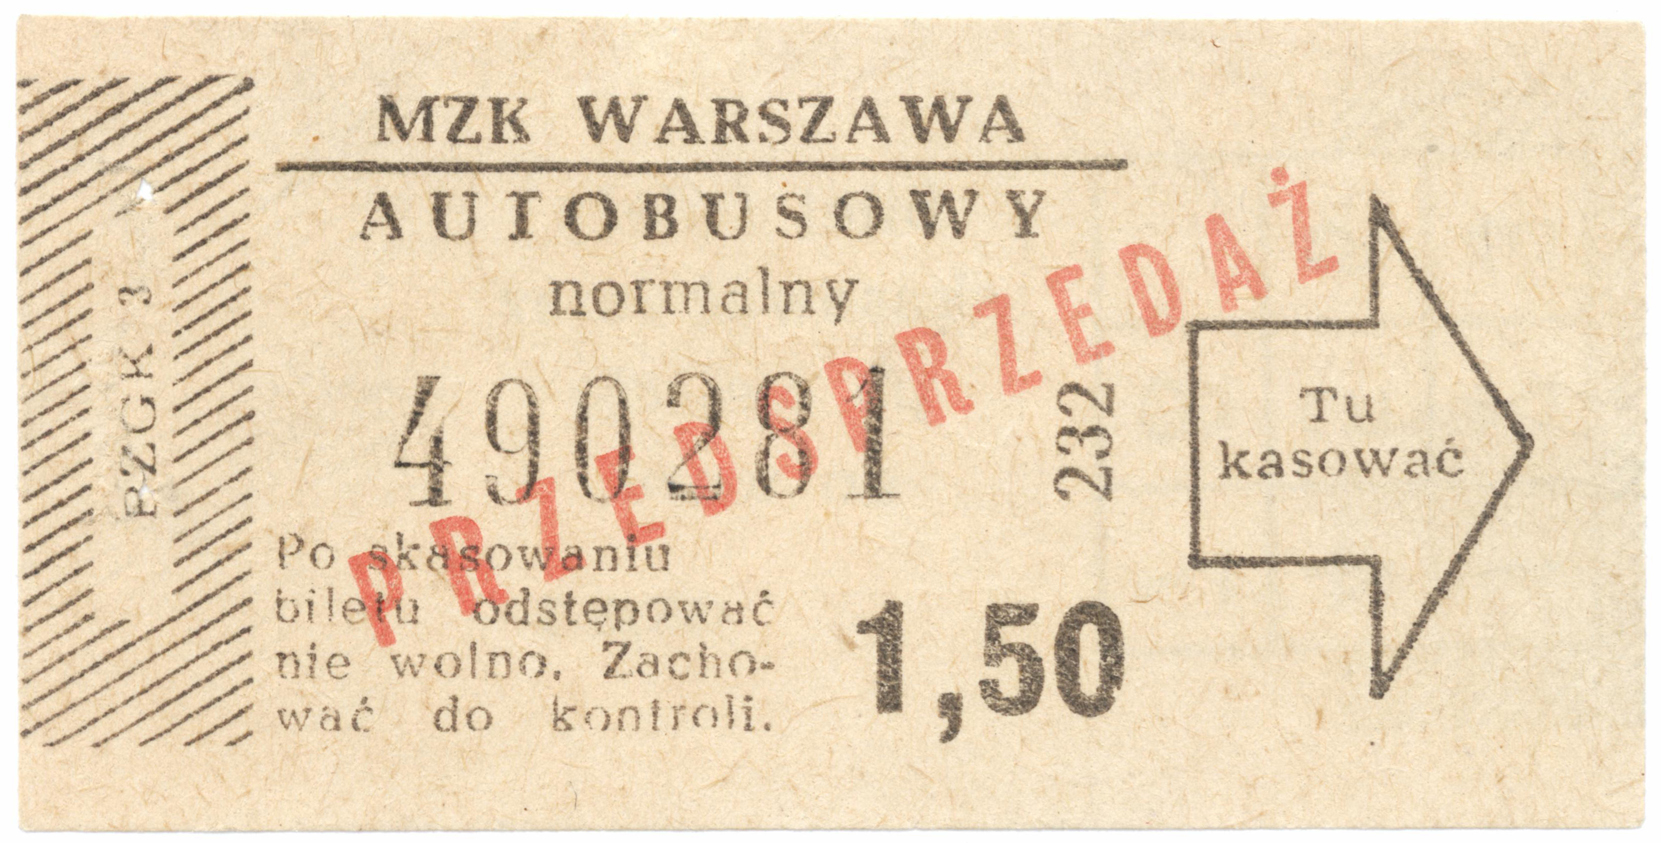 MZK WARSZAWA
AUTOBUSOWY
normalny
490281
PRZEDSPRZEDAŻ
232
Po skasowaniu
biletu odstępować
nie wolno. Zacho-
wać do kontroli.
1,50
Tu
kasować
PZGK 3